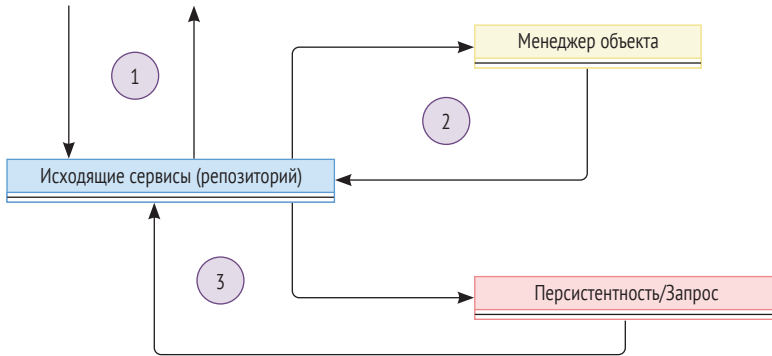 Менеджер объекта
1
2
Исходящие сервисы (репозиторий)
3
Персистентность/Запрос